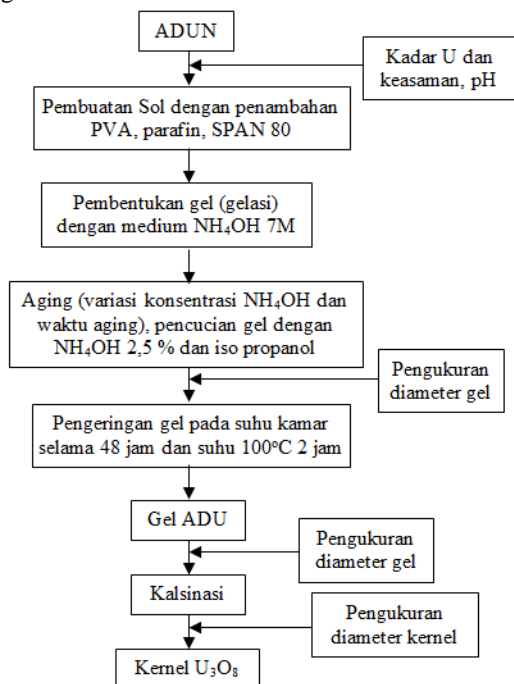 ADUN
Kadar U dan
keasaman, pH
Pembuatan Sol dengan penambahan
PVA, parafin, SPAN 80
Pembentukan gel (gelasi)
dengan medium NH₄OH 7M
Aging (variasi konsentrasi NH₄OH dan
waktu aging), pencucian gel dengan
NH₄OH 2,5 % dan iso propanol
Pengukuran
diameter gel
Pengeringan gel pada suhu kamar
selama 48 jam dan suhu 100°C 2 jam
Gel ADU
Pengukuran
diameter gel
Kalsinasi
Pengukuran
diameter kernel
Kernel U₃O₈